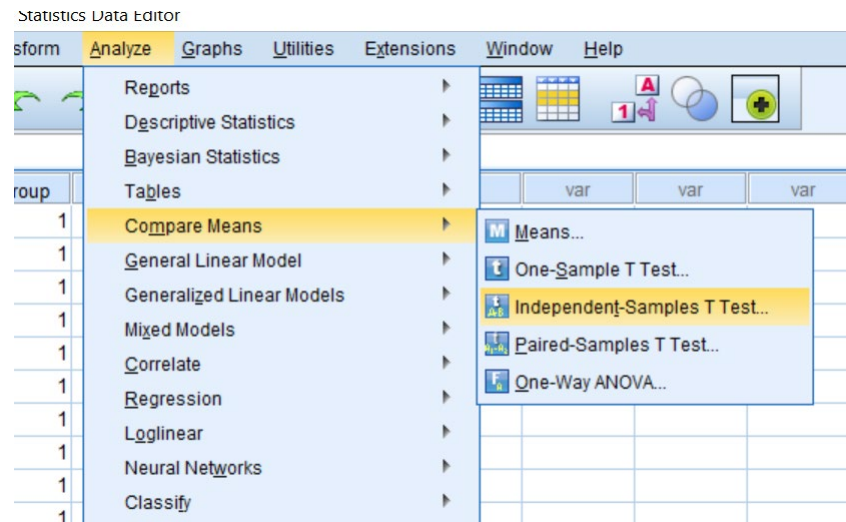 Statistics Data Editor
sform Analyze Graphs Utilities Extensions Window Help
A
1
roup var var var
Reports
Descriptive Statistics
Bayesian Statistics
Tables
Compare Means
General Linear Model
Generalized Linear Models
Mixed Models
Correlate
Regression
Loglinear
Neural Networks
Classify
M Means...
t One-Sample T Test...
Independent-Samples T Test...
Paired-Samples T Test...
One-Way ANOVA...
1
1
1
1
1
1
1
1
1
1